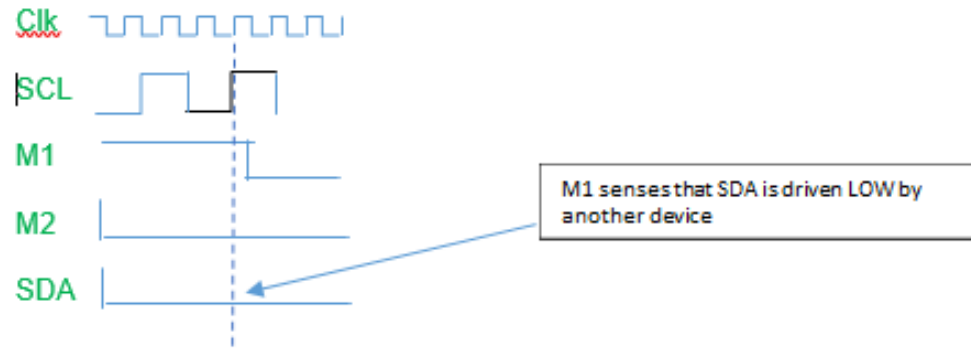 Clk
SCL
M1
M1 senses that SDA is driven LOW by
another device
M2
SDA